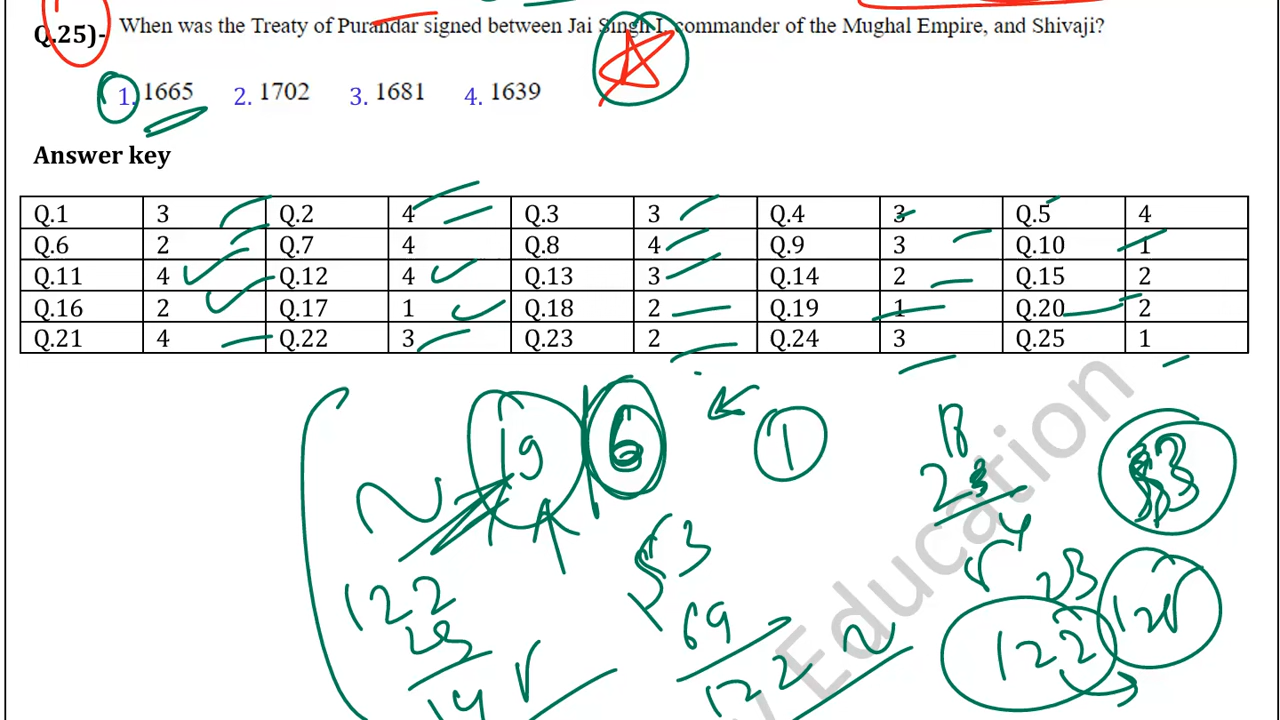 Q.25)- When was the Treaty of Purandar signed between Jai Singh I, commander of the Mughal Empire, and Shivaji?
1. 1665 2. 1702 3. 1681 4. 1639
Answer key
Q.1 3 Q.2 4 Q.3 3 Q.4 3 Q.5 4
Q.6 2 Q.7 4 Q.8 4 Q.9 3 Q.10 1
Q.11 4 Q.12 4 Q.13 3 Q.14 2 Q.15 2
Q.16 2 Q.17 1 Q.18 2 Q.19 1 Q.20 2
Q.21 4 Q.22 3 Q.23 2 Q.24 3 Q.25 1
19 6 1
23
3
122 69 122
122
y Education